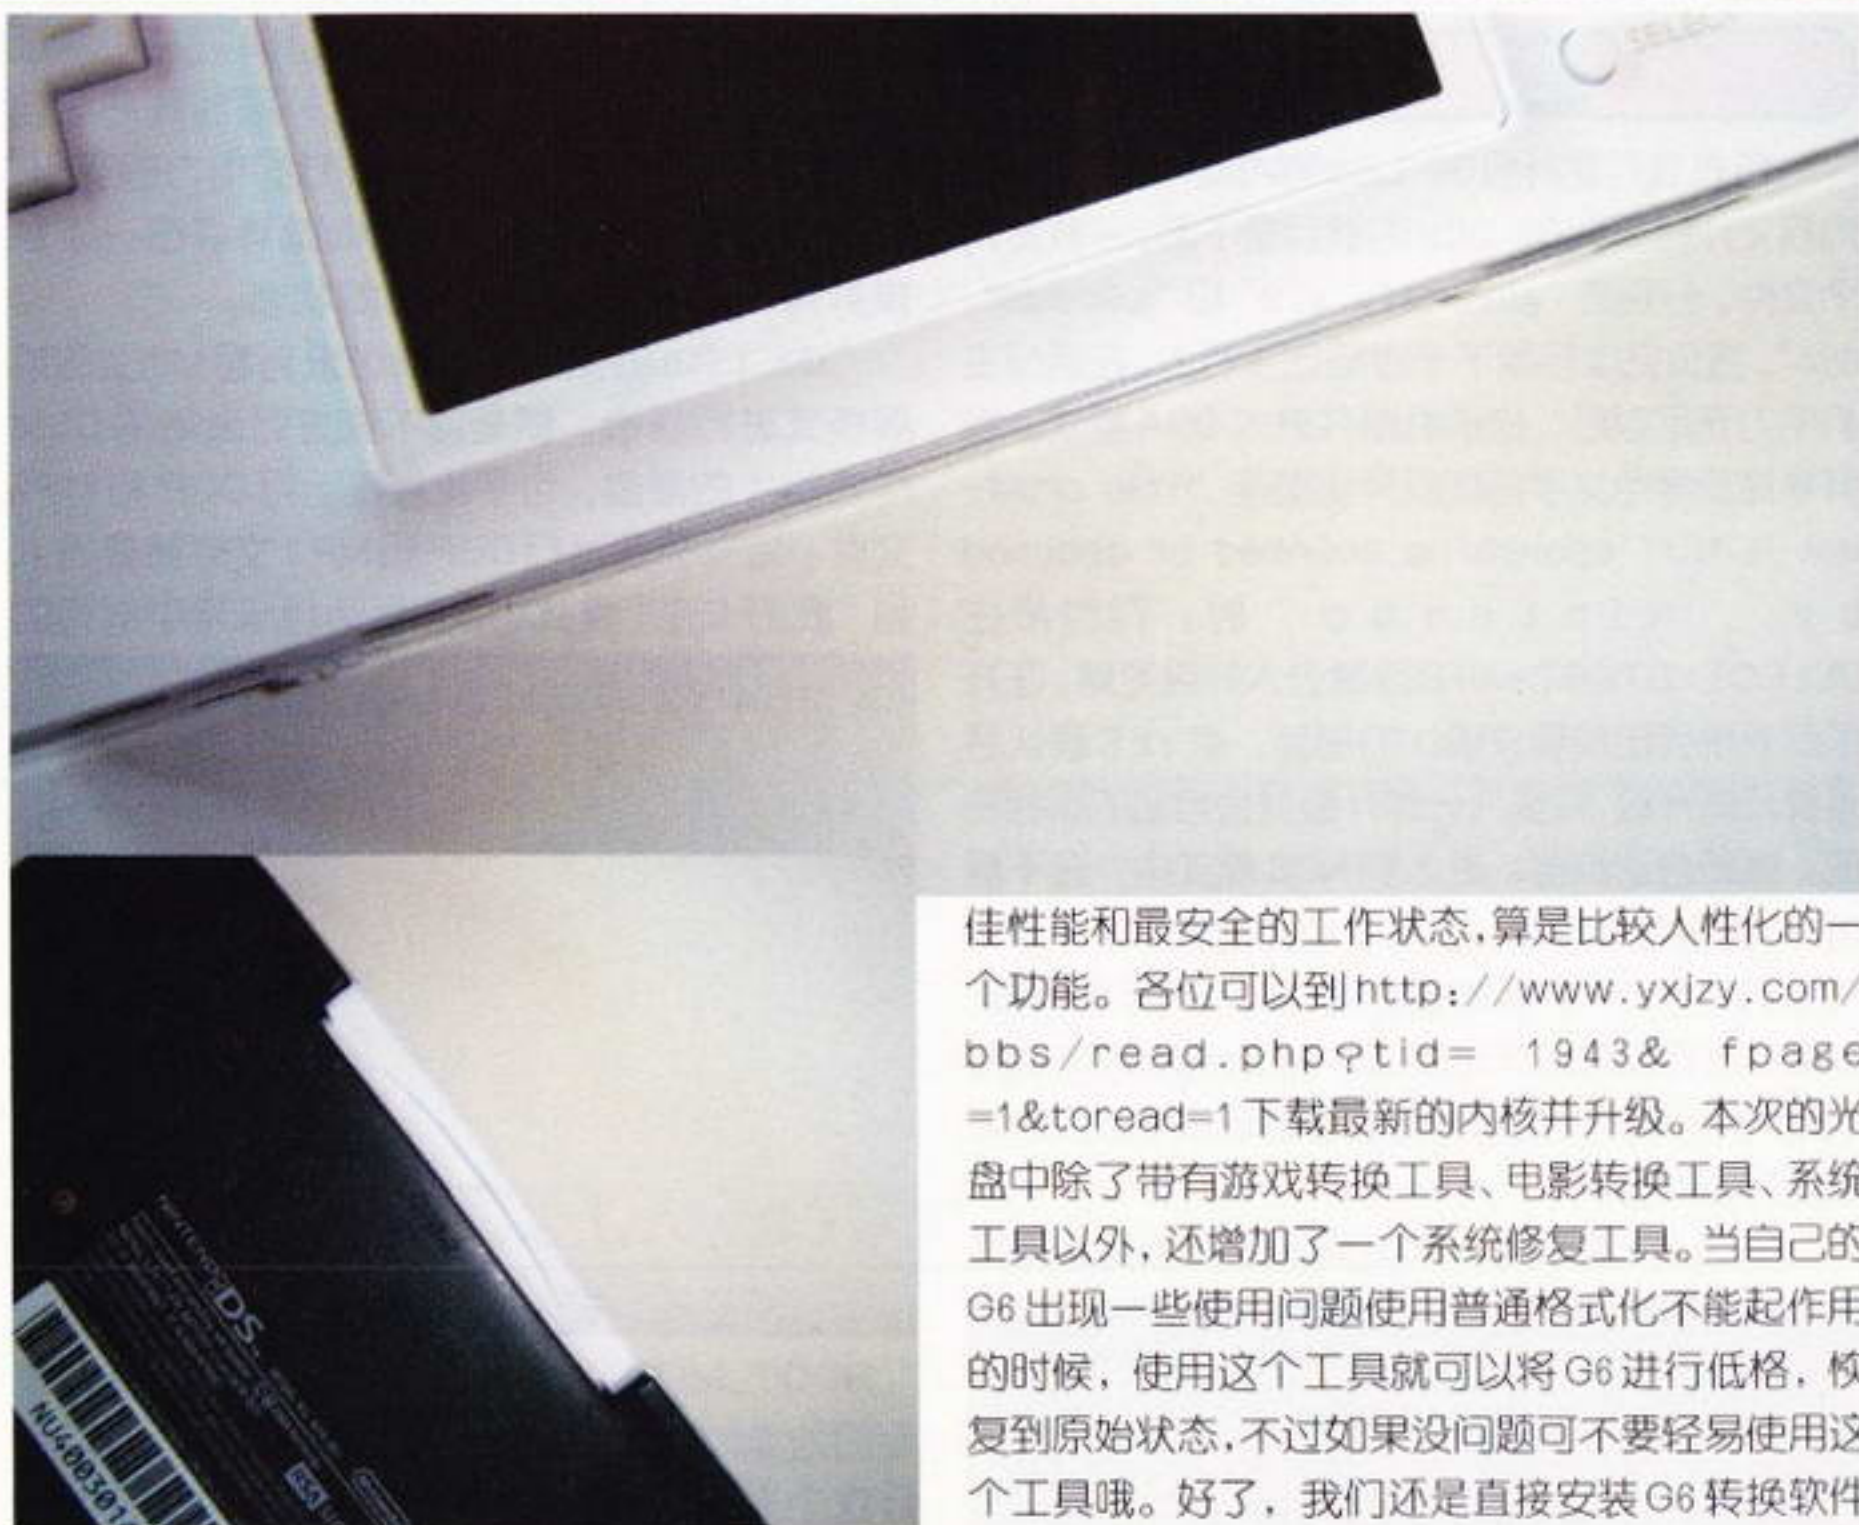 SELECT
佳性能和最安全的工作状态,算是比较人性化的一
个功能。各位可以到http://www.yxjzy.com/
bbs/read.php?tid= 1943& fpage
=1&toread=1下载最新的内核并升级。本次的光
盘中除了带有游戏转换工具、电影转换工具、系统
工具以外,还增加了一个系统修复工具。当自己的
G6出现一些使用问题使用普通格式化不能起作用
的时候,使用这个工具就可以将G6进行低格,恢
复到原始状态,不过如果没问题可不要轻易使用这
个工具哦。好了,我们还是直接安装G6转换软件
NINTENDO DS